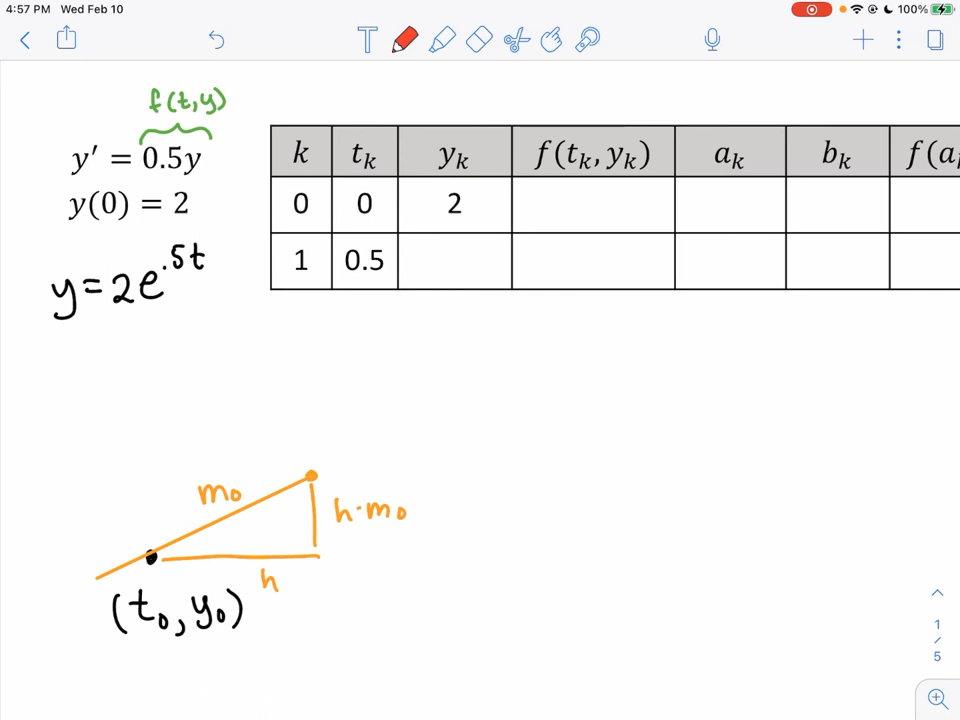 4:57 PM Wed Feb 10
100%
T
f(t,y)
y′ = 0.5y
y(0) = 2
y=2e^.5t
k t_k y_k f(t_k, y_k) a_k b_k f(a_k
0 0 2
1 0.5
m₀
h·m₀
h
(t₀, y₀)
1
/
5